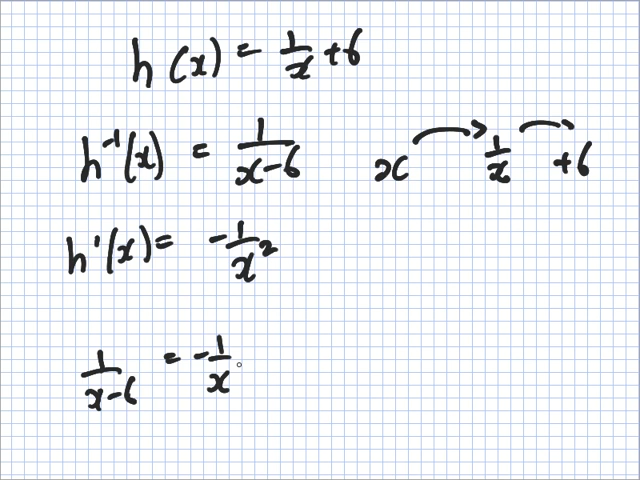 h(x) = 1/x + 6
h⁻¹(x) = 1/(x-6)
x → 1/x → +6
h'(x) = -1/x²
1/(x-6) = -1/x